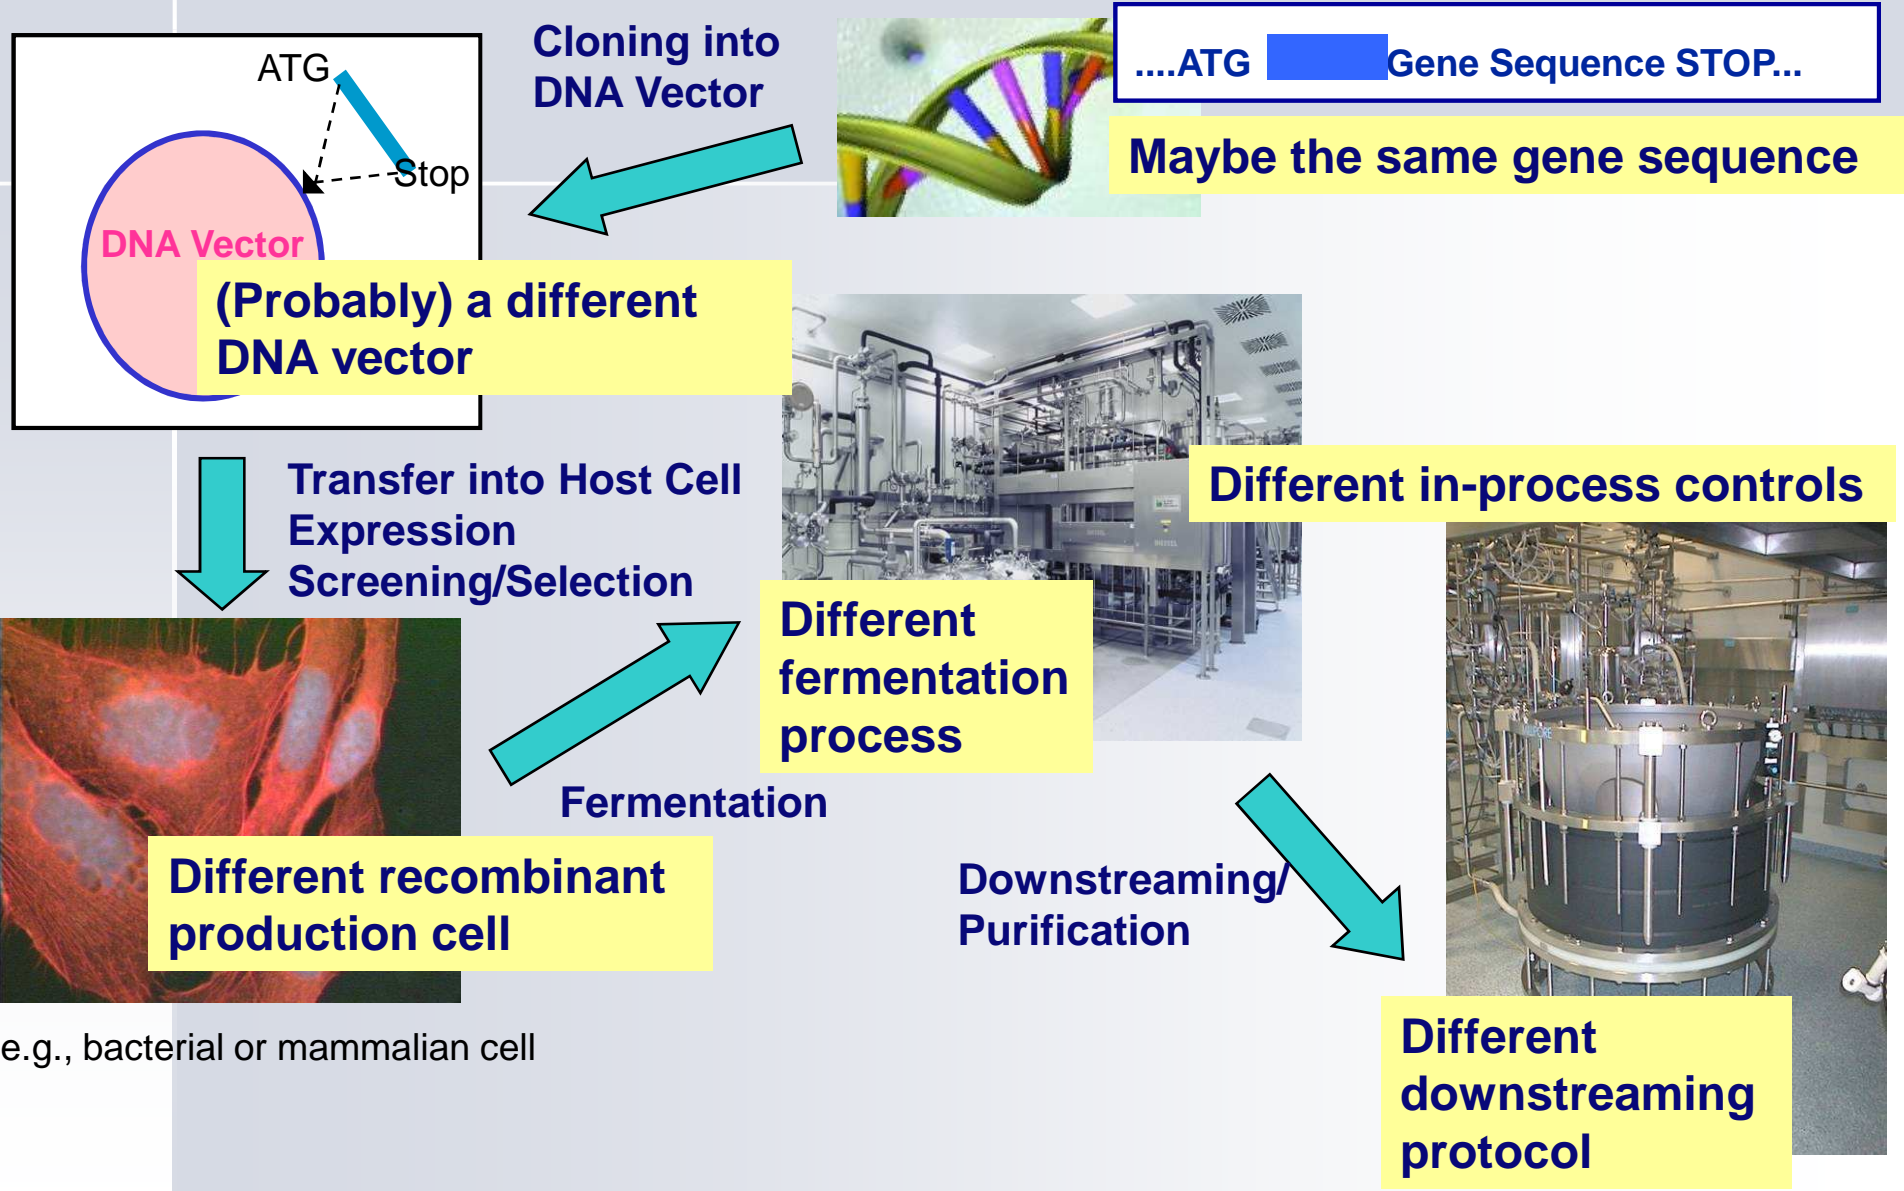 Cloning into
DNA Vector
....ATG Gene Sequence STOP...
Maybe the same gene sequence
ATG
Stop
DNA Vector
(Probably) a different
DNA vector
Transfer into Host Cell
Expression
Screening/Selection
Different in-process controls
Different
fermentation
process
Fermentation
Different recombinant
production cell
e.g., bacterial or mammalian cell
Downstreaming/
Purification
Different
downstreaming
protocol